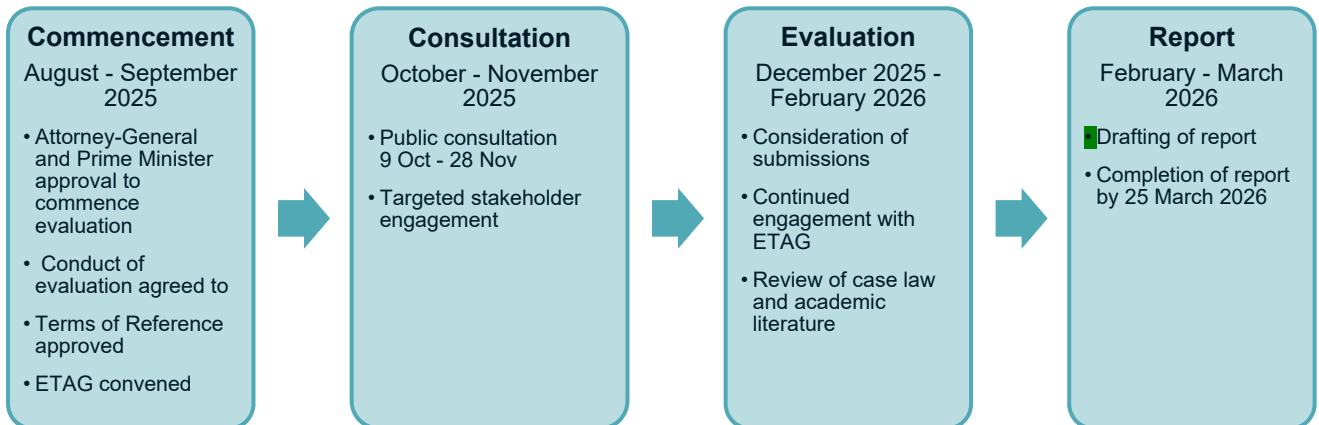 Commencement
August - September
2025
• Attorney-General
and Prime Minister
approval to
commence
evaluation
• Conduct of
evaluation agreed to
• Terms of Reference
approved
• ETAG convened
Consultation
October - November
2025
• Public consultation
9 Oct - 28 Nov
• Targeted stakeholder
engagement
Evaluation
December 2025 -
February 2026
• Consideration of
submissions
• Continued
engagement with
ETAG
• Review of case law
and academic
literature
Report
February - March
2026
• Drafting of report
• Completion of report
by 25 March 2026